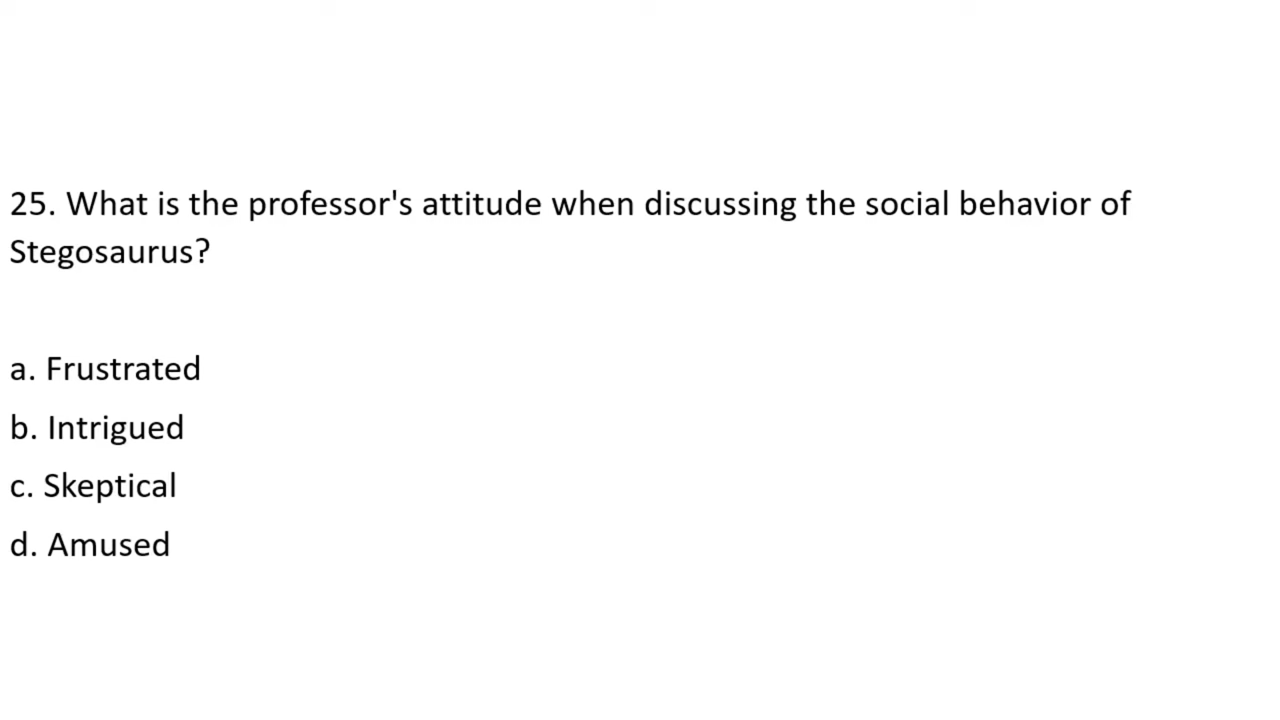 25. What is the professor's attitude when discussing the social behavior of
Stegosaurus?
a. Frustrated
b. Intrigued
c. Skeptical
d. Amused